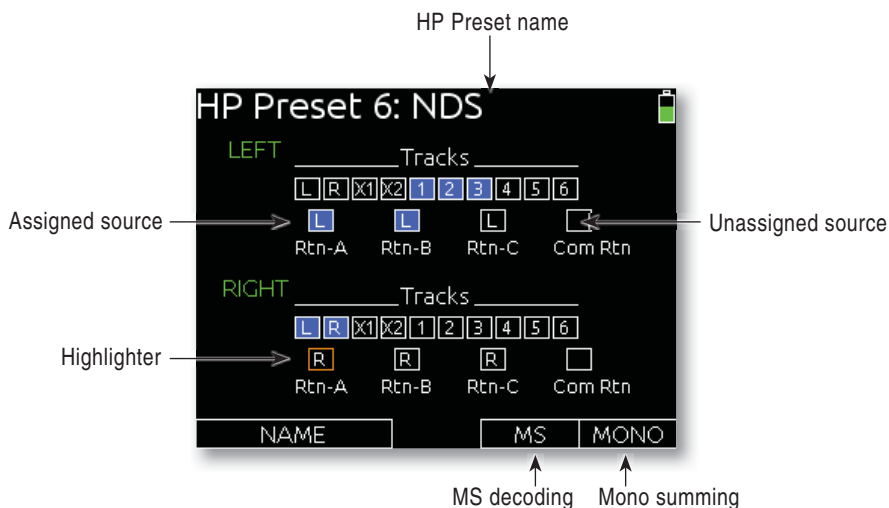 HP Preset name
HP Preset 6: NDS
LEFT
Tracks
L R X1 X2 1 2 3 4 5 6
Assigned source
L L L
Unassigned source
Rtn-A Rtn-B Rtn-C Com Rtn
RIGHT
Tracks
L R X1 X2 1 2 3 4 5 6
Highlighter
R R R
Rtn-A Rtn-B Rtn-C Com Rtn
NAME MS MONO
MS decoding Mono summing